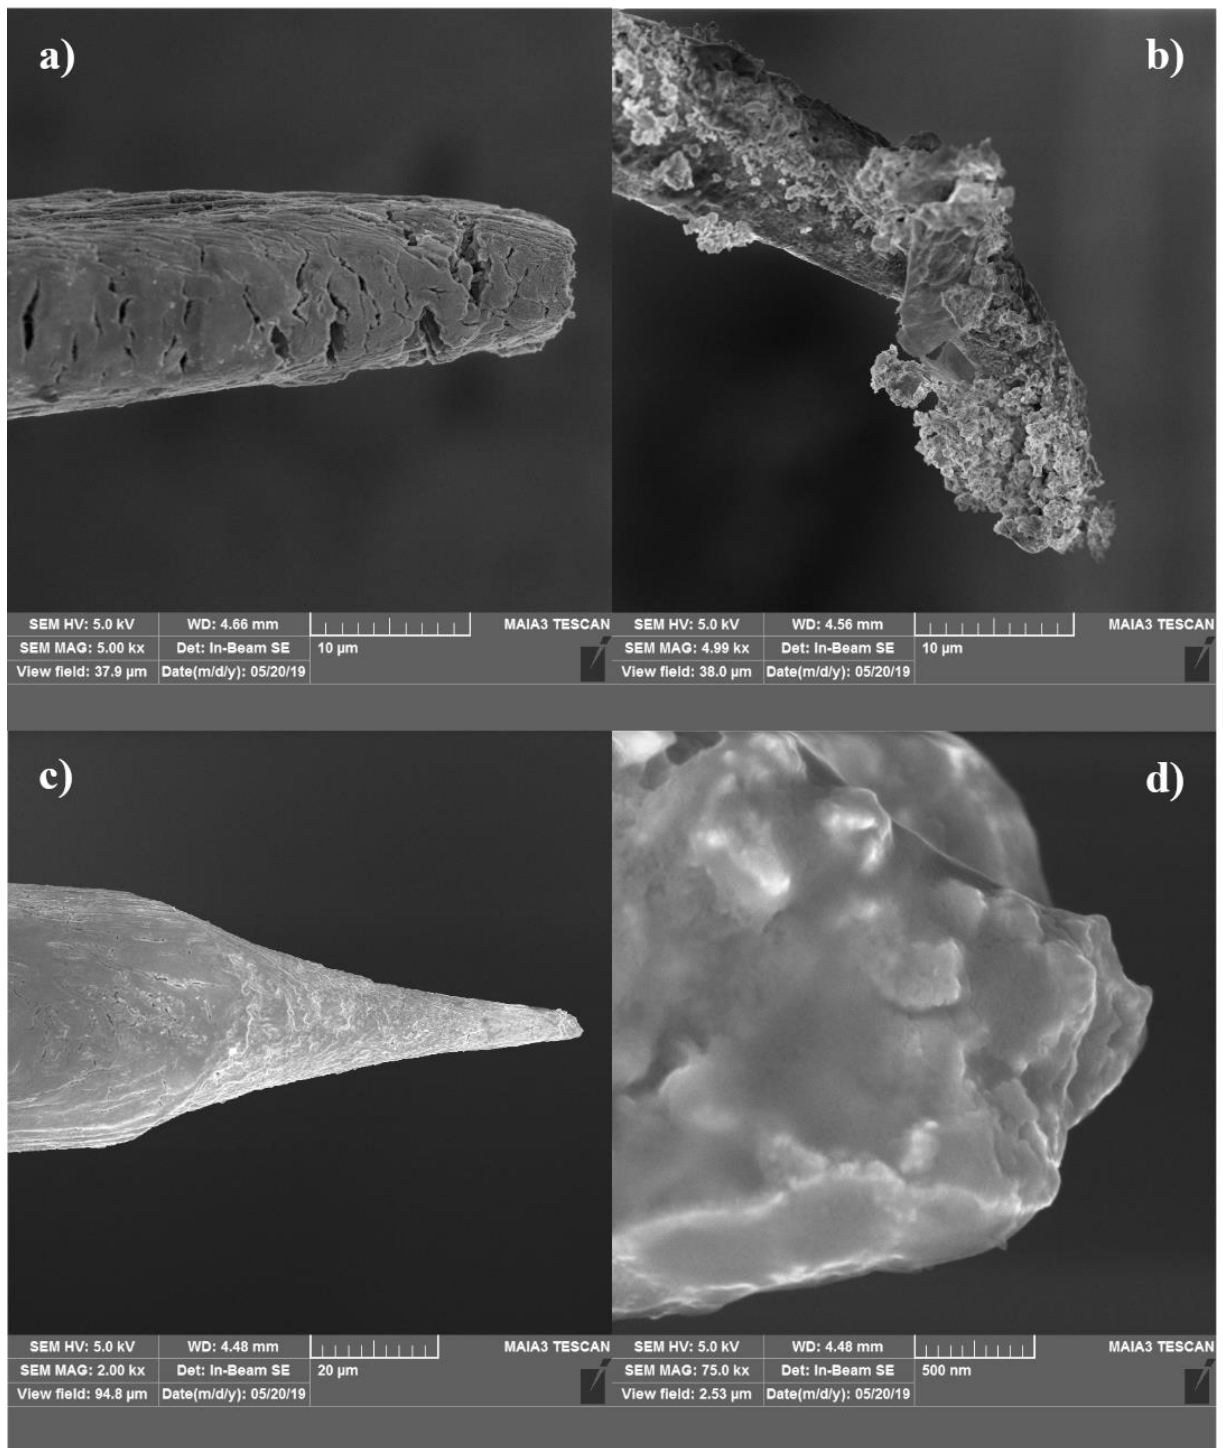 a)
b)
SEM HV: 5.0 kV WD: 4.66 mm MAIA3 TESCAN
SEM MAG: 5.00 kx Det: In-Beam SE 10 µm
View field: 37.9 µm Date(m/d/y): 05/20/19
SEM HV: 5.0 kV WD: 4.56 mm MAIA3 TESCAN
SEM MAG: 4.99 kx Det: In-Beam SE 10 µm
View field: 38.0 µm Date(m/d/y): 05/20/19
c)
d)
SEM HV: 5.0 kV WD: 4.48 mm MAIA3 TESCAN
SEM MAG: 2.00 kx Det: In-Beam SE 20 µm
View field: 94.8 µm Date(m/d/y): 05/20/19
SEM HV: 5.0 kV WD: 4.48 mm MAIA3 TESCAN
SEM MAG: 75.0 kx Det: In-Beam SE 500 nm
View field: 2.53 µm Date(m/d/y): 05/20/19